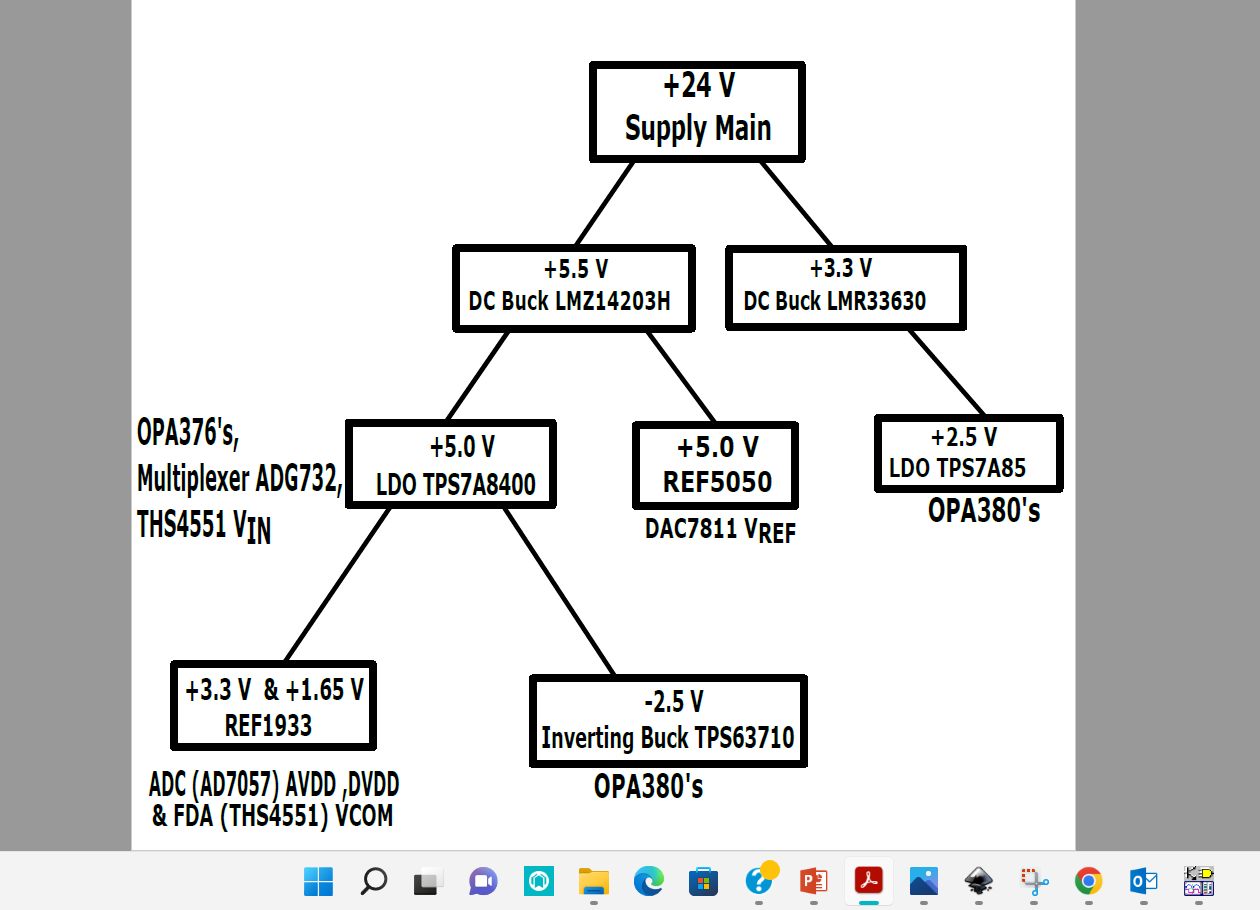 +24 V
Supply Main
+5.5 V
DC Buck LMZ14203H
+3.3 V
DC Buck LMR33630
OPA376's,
Multiplexer ADG732,
THS4551 VIN
+5.0 V
LDO TPS7A8400
+5.0 V
REF5050
DAC7811 VREF
+2.5 V
LDO TPS7A85
OPA380's
+3.3 V & +1.65 V
REF1933
ADC (AD7057) AVDD ,DVDD
& FDA (THS4551) VCOM
-2.5 V
Inverting Buck TPS63710
OPA380's